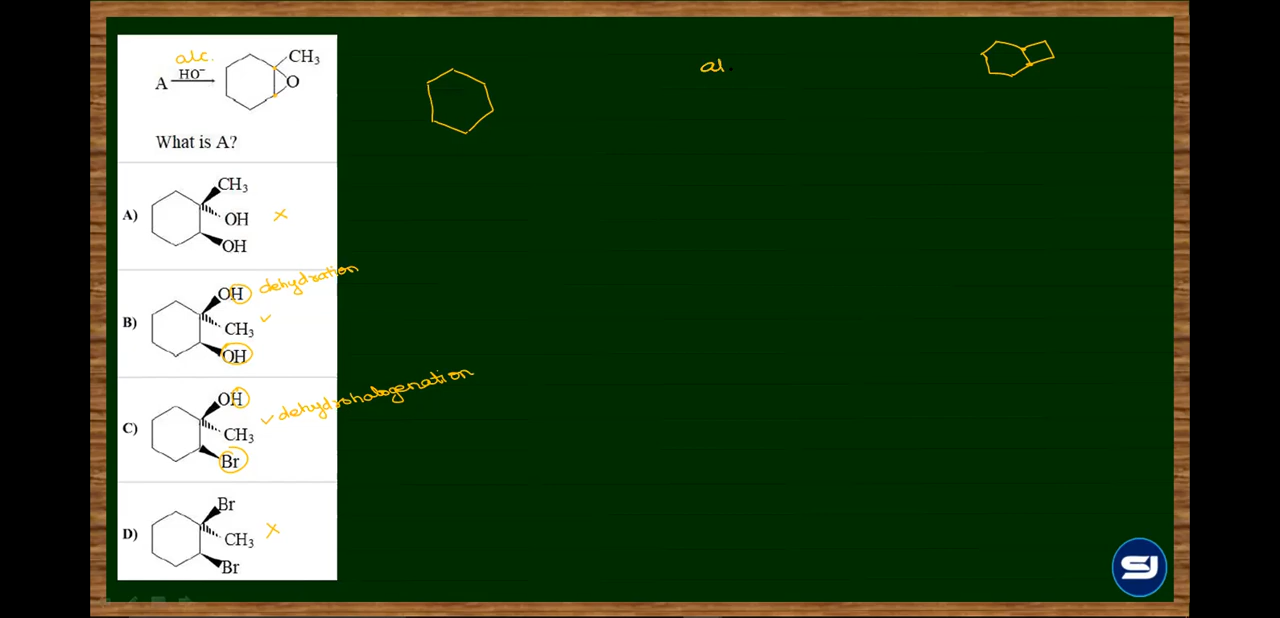 alc.
A HO⁻ CH₃
O
What is A?
A) CH₃
OH ×
OH
B) OH dehydration
CH₃ ✓
OH
C) OH
CH₃ ✓ dehydrohalogenation
Br
D) Br
CH₃ ×
Br
al
SJ